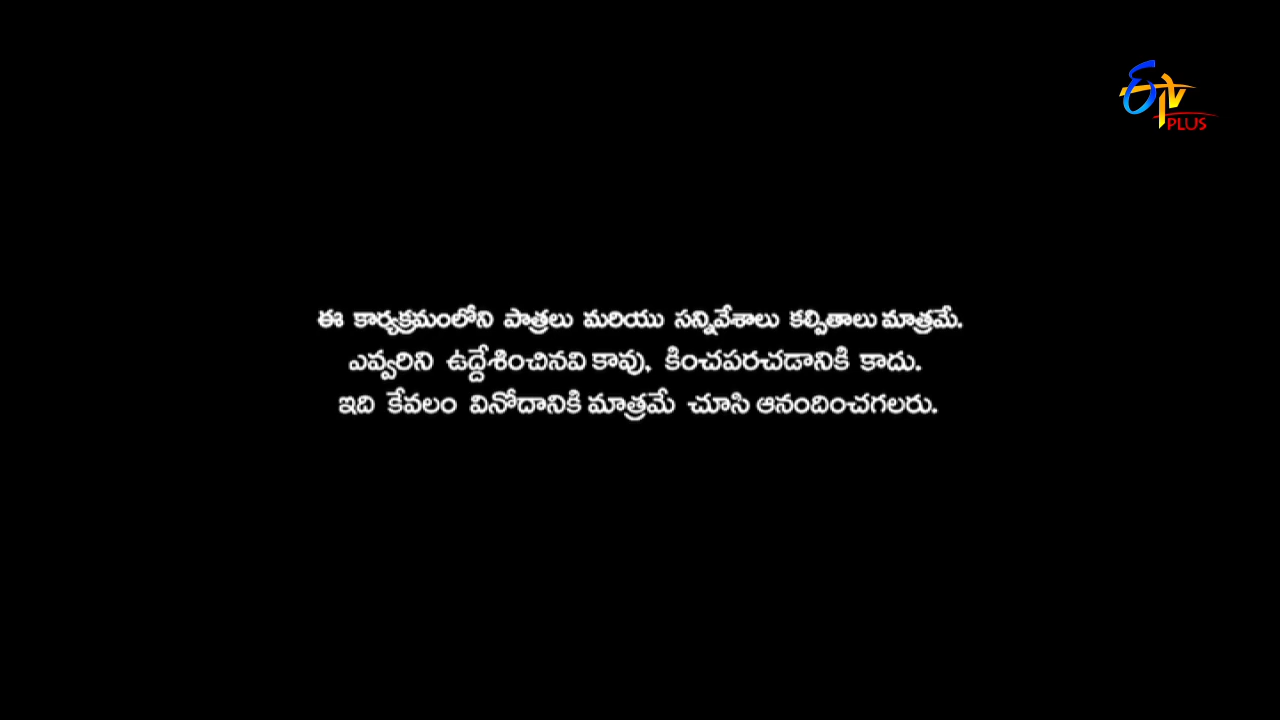 ETV
PLUS
ఈ కార్యక్రమంలోని పాత్రలు మరియు సన్నివేశాలు కల్పితాలు మాత్రమే.
ఎవ్వరిని ఉద్దేశించినవి కావు. కించపరచడానికి కాదు.
ఇది కేవలం వినోదానికి మాత్రమే చూసి ఆనందించగలరు.